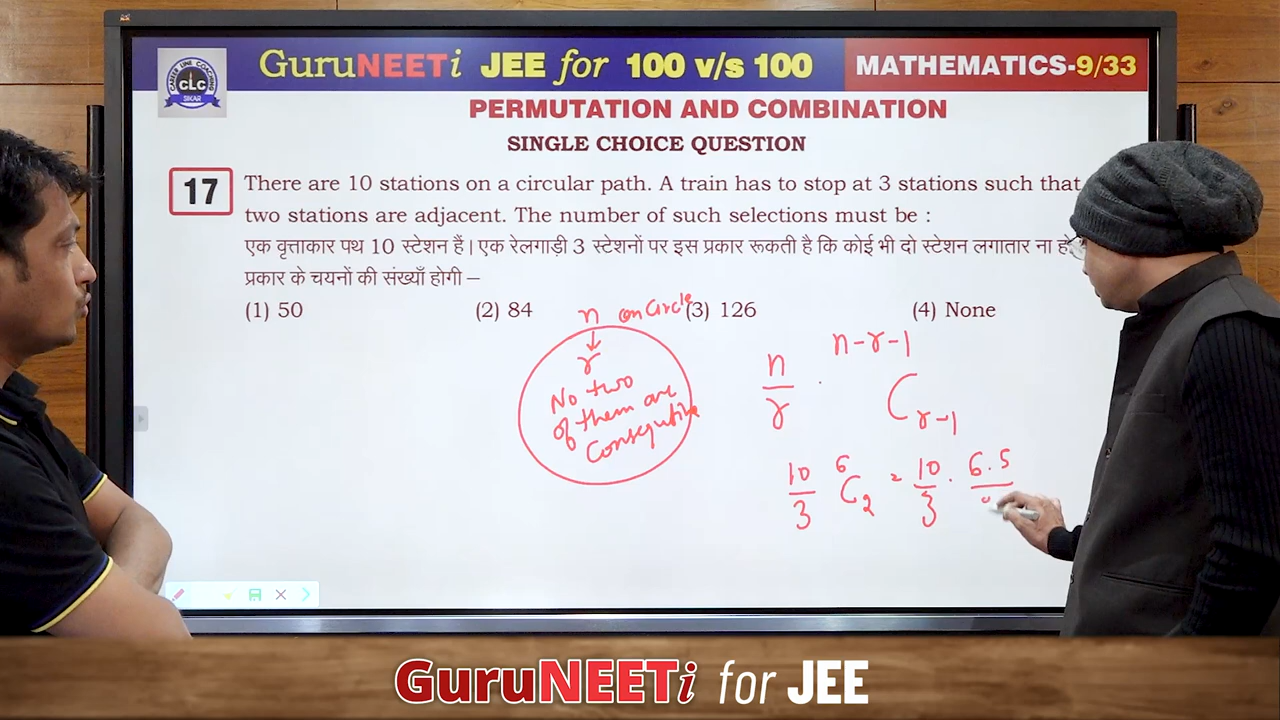 GuruNEETi JEE for 100 v/s 100
MATHEMATICS-9/33
CLC
SIKAR
PERMUTATION AND COMBINATION
SINGLE CHOICE QUESTION
17
There are 10 stations on a circular path. A train has to stop at 3 stations such that
two stations are adjacent. The number of such selections must be :
एक वृत्ताकार पथ 10 स्टेशन हैं। एक रेलगाड़ी 3 स्टेशनों पर इस प्रकार रूकती है कि कोई भी दो स्टेशन लगातार ना हो
प्रकार के चयनों की संख्याँ होगी –
(1) 50 (2) 84 (3) 126 (4) None
n on Circle
r
No two
of them are
Consequtive
n/r · ⁿ⁻ʳ⁻¹C r-1
10/3 ⁶C₂ = 10/3 · 6.5
GuruNEETi for JEE